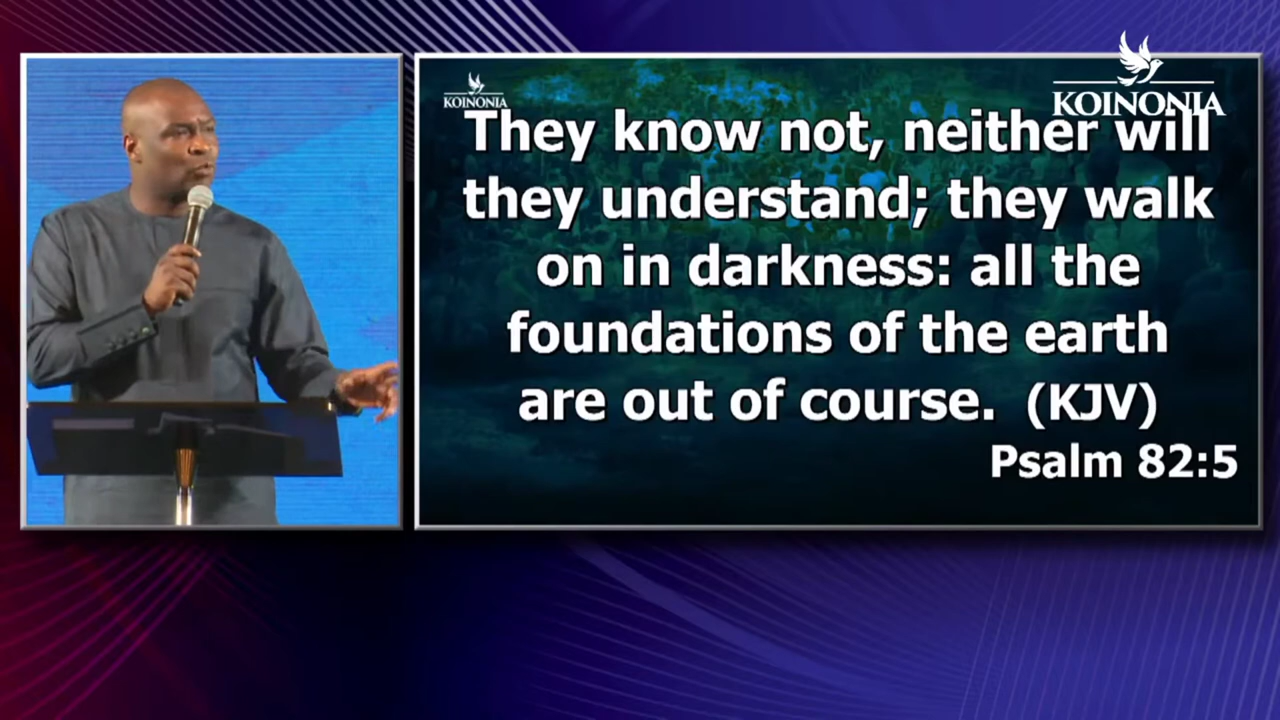 KOINONIA
KOINONIA
They know not, neither will
they understand; they walk
on in darkness: all the
foundations of the earth
are out of course. (KJV)
Psalm 82:5